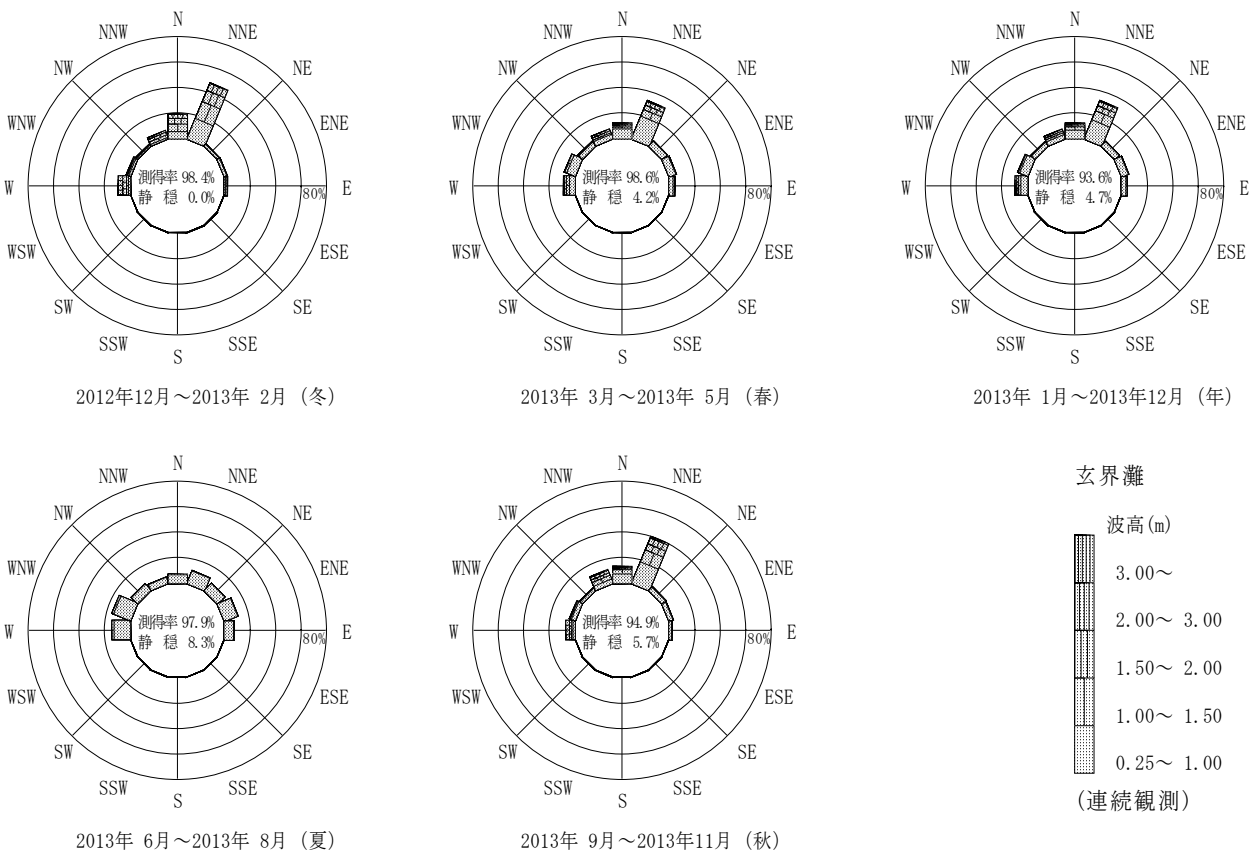 N
NNW NNE
NW NE
WNW ENE
測得率 98.4%
W 80% E
静 穏 0.0%
WSW ESE
SW SE
SSW SSE
S
2012年12月～2013年 2月 (冬)
N
NNW NNE
NW NE
WNW ENE
測得率 98.6%
W 80% E
静 穏 4.2%
WSW ESE
SW SE
SSW SSE
S
2013年 3月～2013年 5月 (春)
N
NNW NNE
NW NE
WNW ENE
測得率 93.6%
W 80% E
静 穏 4.7%
WSW ESE
SW SE
SSW SSE
S
2013年 1月～2013年12月 (年)
N
NNW NNE
NW NE
WNW ENE
測得率 97.9%
W 80% E
静 穏 8.3%
WSW ESE
SW SE
SSW SSE
S
2013年 6月～2013年 8月 (夏)
N
NNW NNE
NW NE
WNW ENE
測得率 94.9%
W 80% E
静 穏 5.7%
WSW ESE
SW SE
SSW SSE
S
2013年 9月～2013年11月 (秋)
玄界灘
波高(m)
3.00～
2.00～ 3.00
1.50～ 2.00
1.00～ 1.50
0.25～ 1.00
(連続観測)